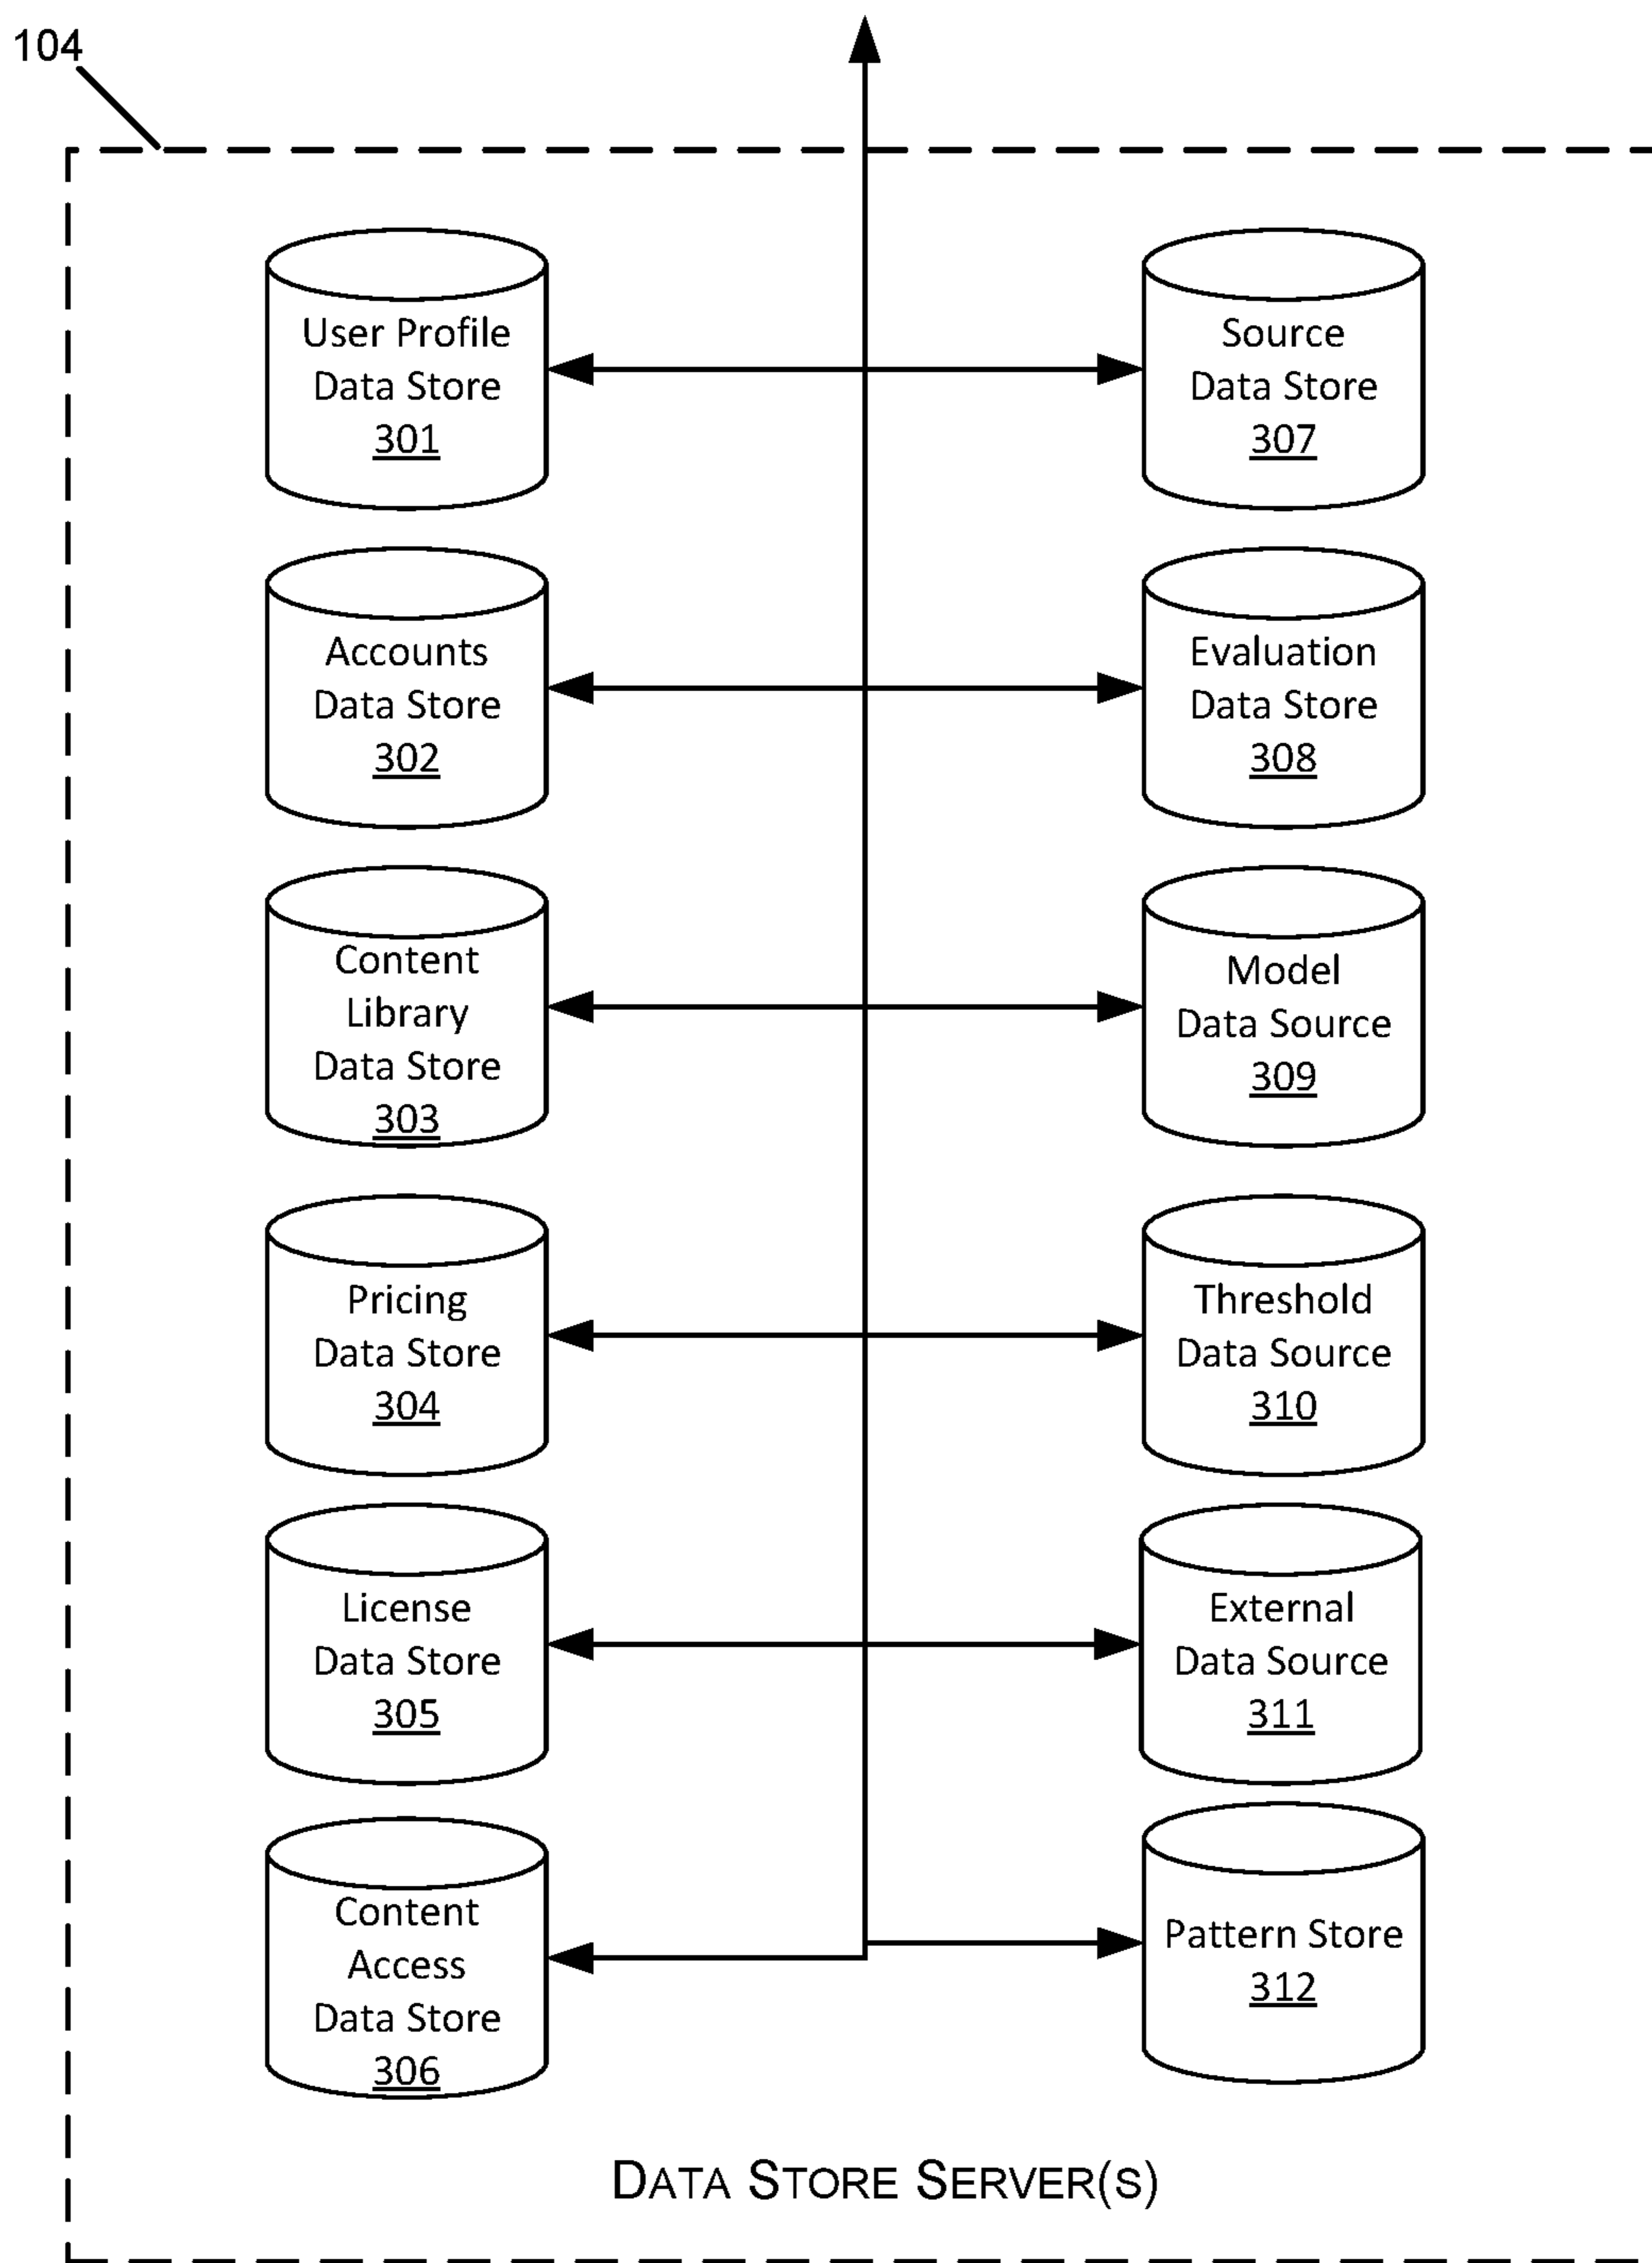 104
User Profile
Data Store
301
Source
Data Store
307
Accounts
Data Store
302
Evaluation
Data Store
308
Content
Library
Data Store
303
Model
Data Source
309
Pricing
Data Store
304
Threshold
Data Source
310
License
Data Store
305
External
Data Source
311
Content
Access
Data Store
306
Pattern Store
312
DATA STORE SERVER(S)